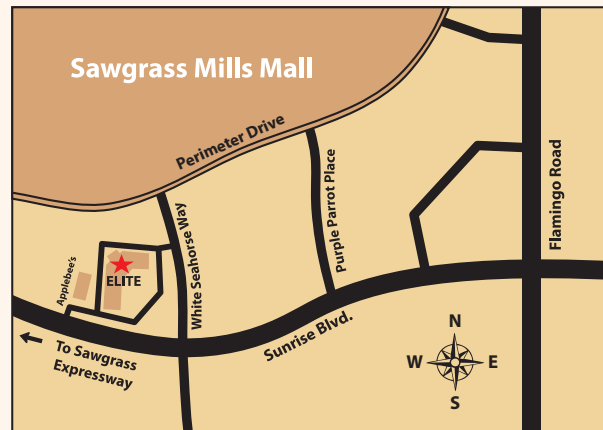 Sawgrass Mills Mall
Perimeter Drive
Flamingo Road
Purple Parrot Place
White Seahorse Way
Applebee's
ELITE
Sunrise Blvd.
To Sawgrass
Expressway
N
W
E
S